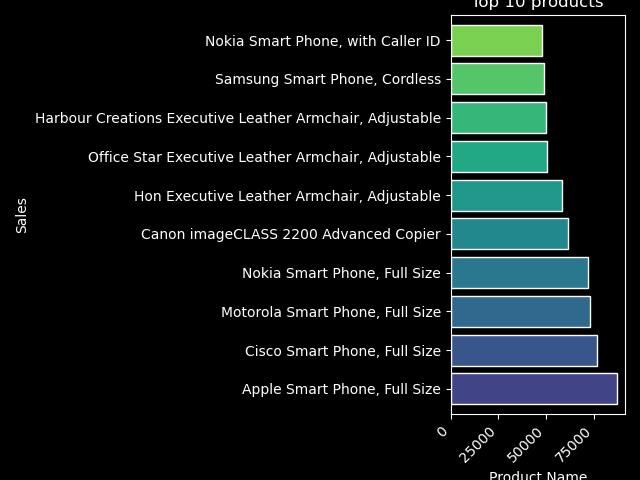 Top 10 products
Nokia Smart Phone, with Caller ID
Samsung Smart Phone, Cordless
Harbour Creations Executive Leather Armchair, Adjustable
Office Star Executive Leather Armchair, Adjustable
Hon Executive Leather Armchair, Adjustable
Sales
Canon imageCLASS 2200 Advanced Copier
Nokia Smart Phone, Full Size
Motorola Smart Phone, Full Size
Cisco Smart Phone, Full Size
Apple Smart Phone, Full Size
0
25000
50000
75000
Product Name